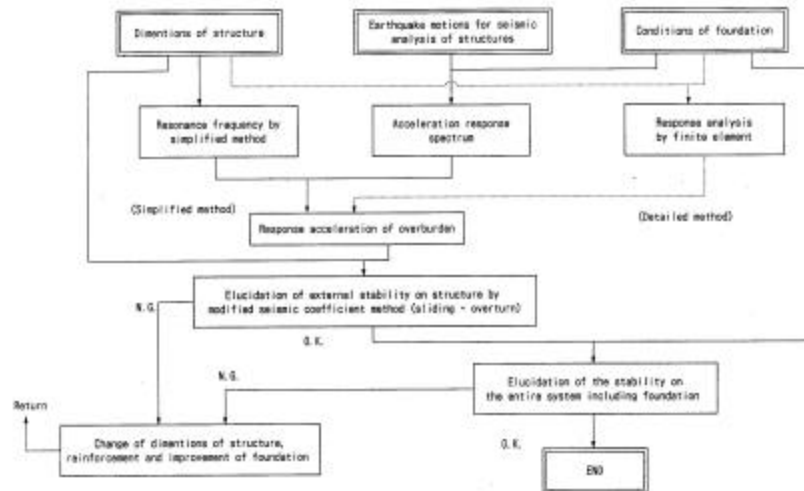 Dimentions of structure
Earthquake motions for seismic
analysis of structures
Conditions of foundation
Resonance frequency by
simplified method
Acceleration response
spectrum
Response analysis
by finite element
(Simplified method)
(Detailed method)
Response acceleration of overburden
Elucidation of external stability on structure by
modified seismic coefficient method (sliding - overturn)
N.G.
O.K.
N.G.
Elucidation of the stability on
the entire system including foundation
Return
Change of dimentions of structure,
reinforcement and improvement of foundation
O.K.
END